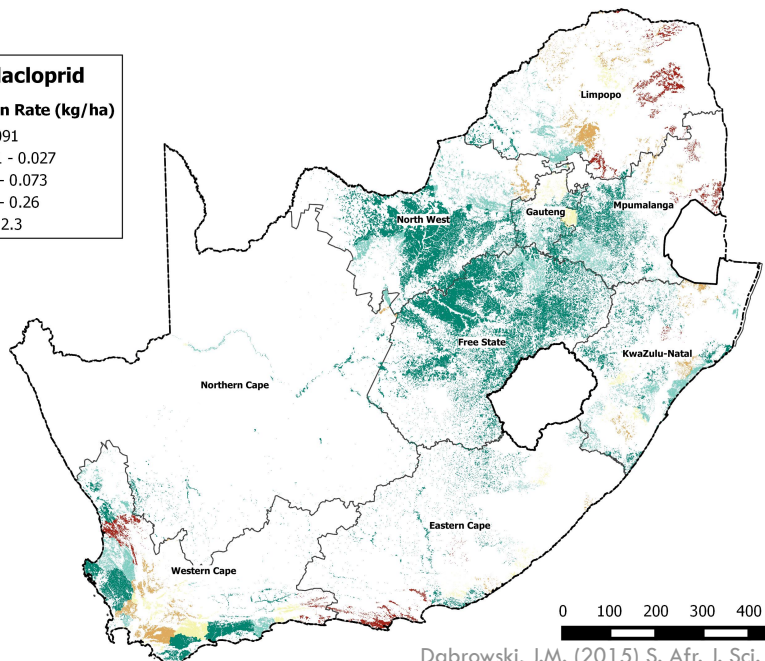 lacloprid
n Rate (kg/ha)
091
- 0.027
- 0.073
- 0.26
2.3
Limpopo
North West
Gauteng
Mpumalanga
Free State
KwaZulu-Natal
Northern Cape
Eastern Cape
Western Cape
0 100 200 300 400
Dabrowski, J.M. (2015) S. Afr. J. Sci.